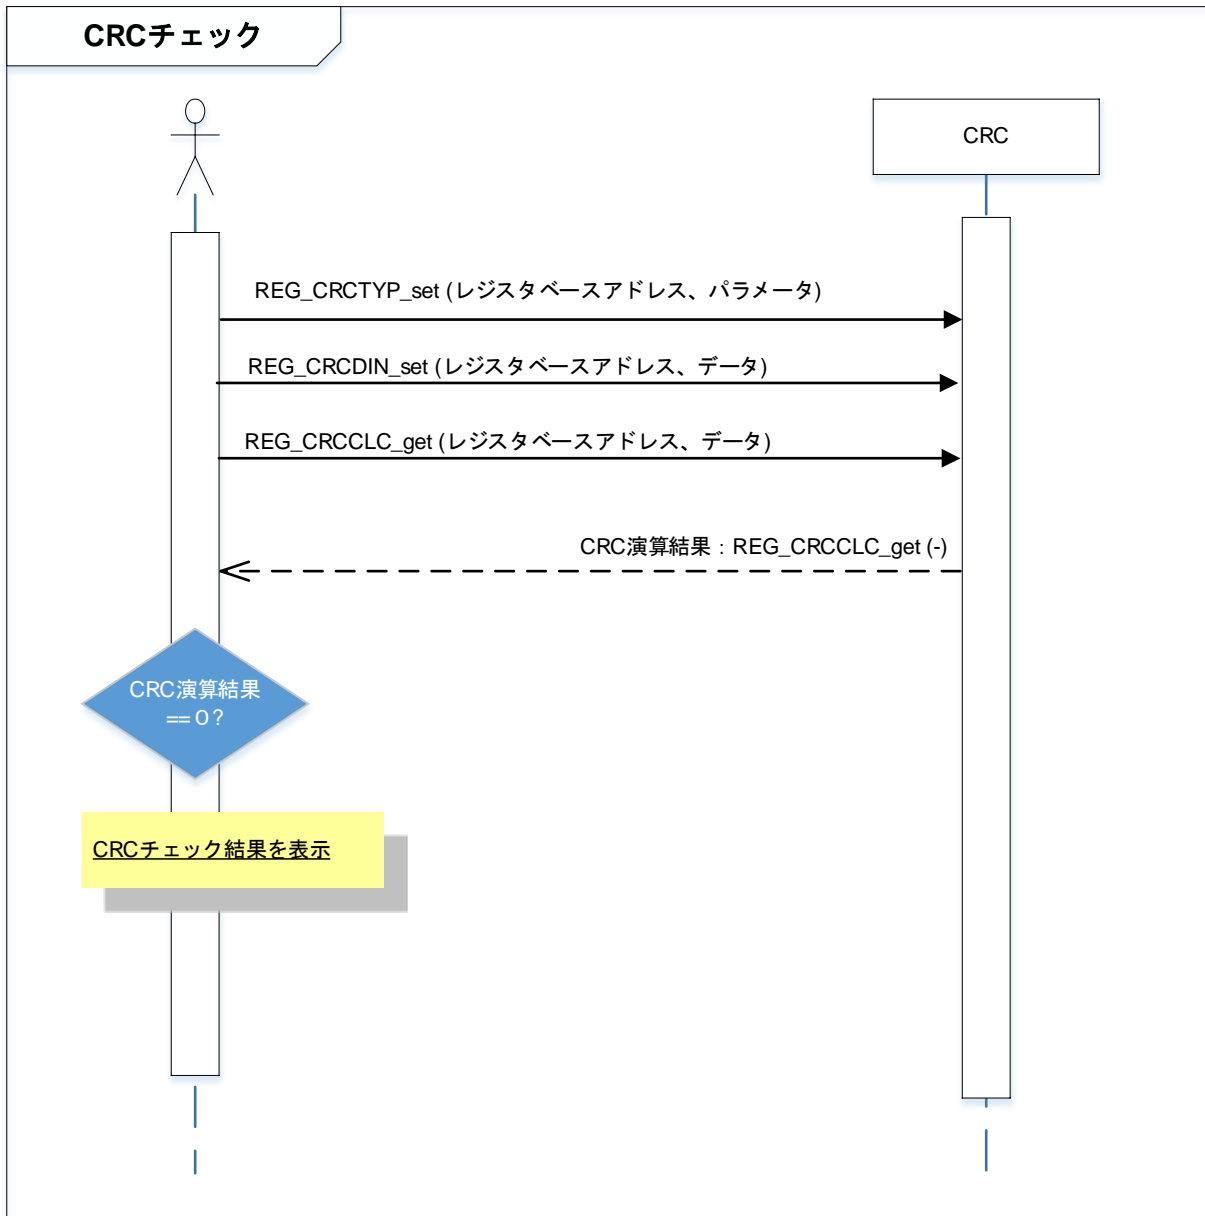 CRCチェック
CRC
REG_CRCTYP_set (レジスタベースアドレス、パラメータ)
REG_CRCDIN_set (レジスタベースアドレス、データ)
REG_CRCCLC_get (レジスタベースアドレス、データ)
CRC演算結果：REG_CRCCLC_get (-)
CRC演算結果
== 0？
CRCチェック結果を表示